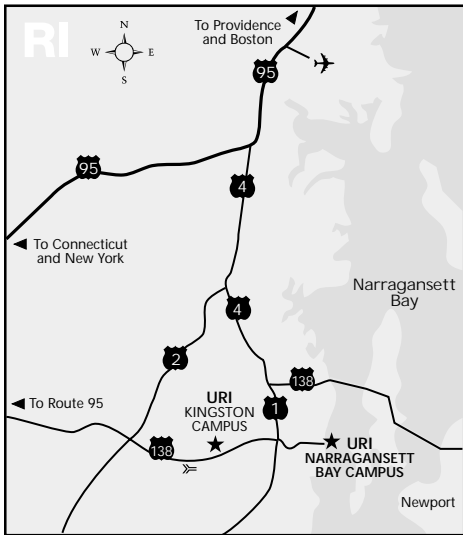 RI
N
W E
S
To Providence
and Boston
95
95
4
To Connecticut
and New York
Narragansett
Bay
4
2
138
To Route 95
URI
KINGSTON
CAMPUS
1
138
URI
NARRAGANSETT
BAY CAMPUS
Newport